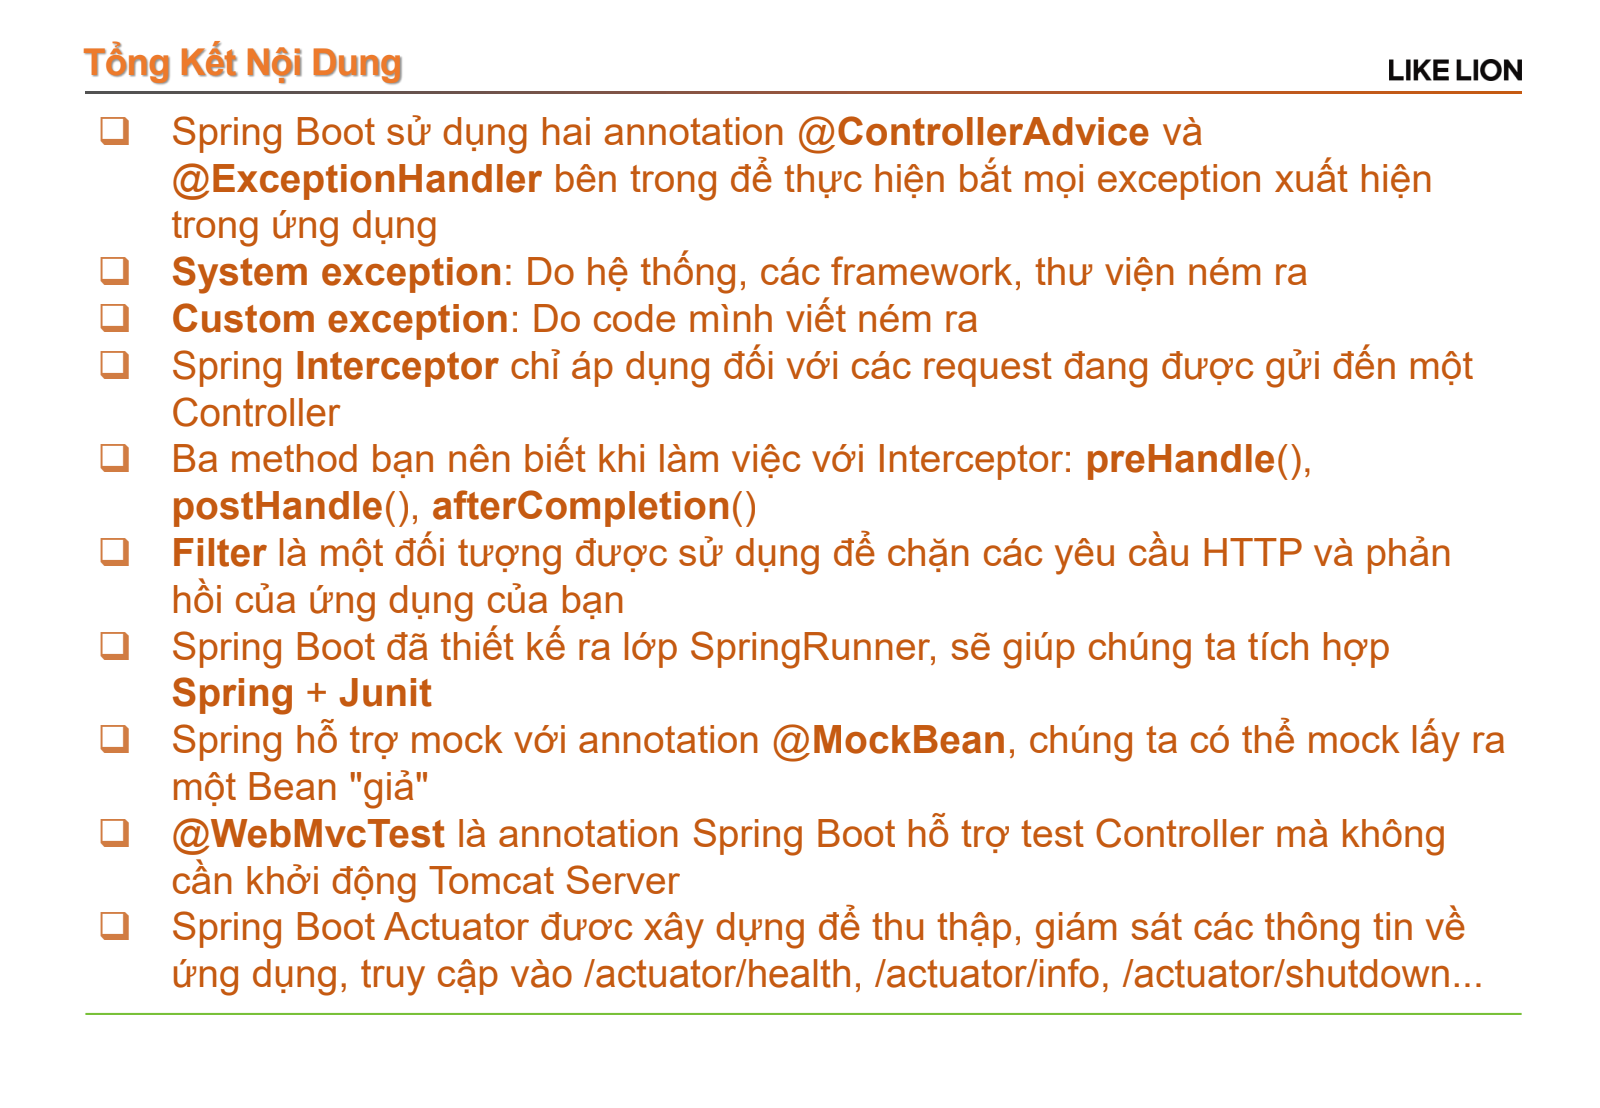 Tổng Kết Nội Dung
LIKE LION
❑ Spring Boot sử dụng hai annotation @ControllerAdvice và
@ExceptionHandler bên trong để thực hiện bắt mọi exception xuất hiện
trong ứng dụng
❑ System exception: Do hệ thống, các framework, thư viện ném ra
❑ Custom exception: Do code mình viết ném ra
❑ Spring Interceptor chỉ áp dụng đối với các request đang được gửi đến một
Controller
❑ Ba method bạn nên biết khi làm việc với Interceptor: preHandle(),
postHandle(), afterCompletion()
❑ Filter là một đối tượng được sử dụng để chặn các yêu cầu HTTP và phản
hồi của ứng dụng của bạn
❑ Spring Boot đã thiết kế ra lớp SpringRunner, sẽ giúp chúng ta tích hợp
Spring + Junit
❑ Spring hỗ trợ mock với annotation @MockBean, chúng ta có thể mock lấy ra
một Bean "giả"
❑ @WebMvcTest là annotation Spring Boot hỗ trợ test Controller mà không
cần khởi động Tomcat Server
❑ Spring Boot Actuator đươc xây dựng để thu thập, giám sát các thông tin về
ứng dụng, truy cập vào /actuator/health, /actuator/info, /actuator/shutdown...